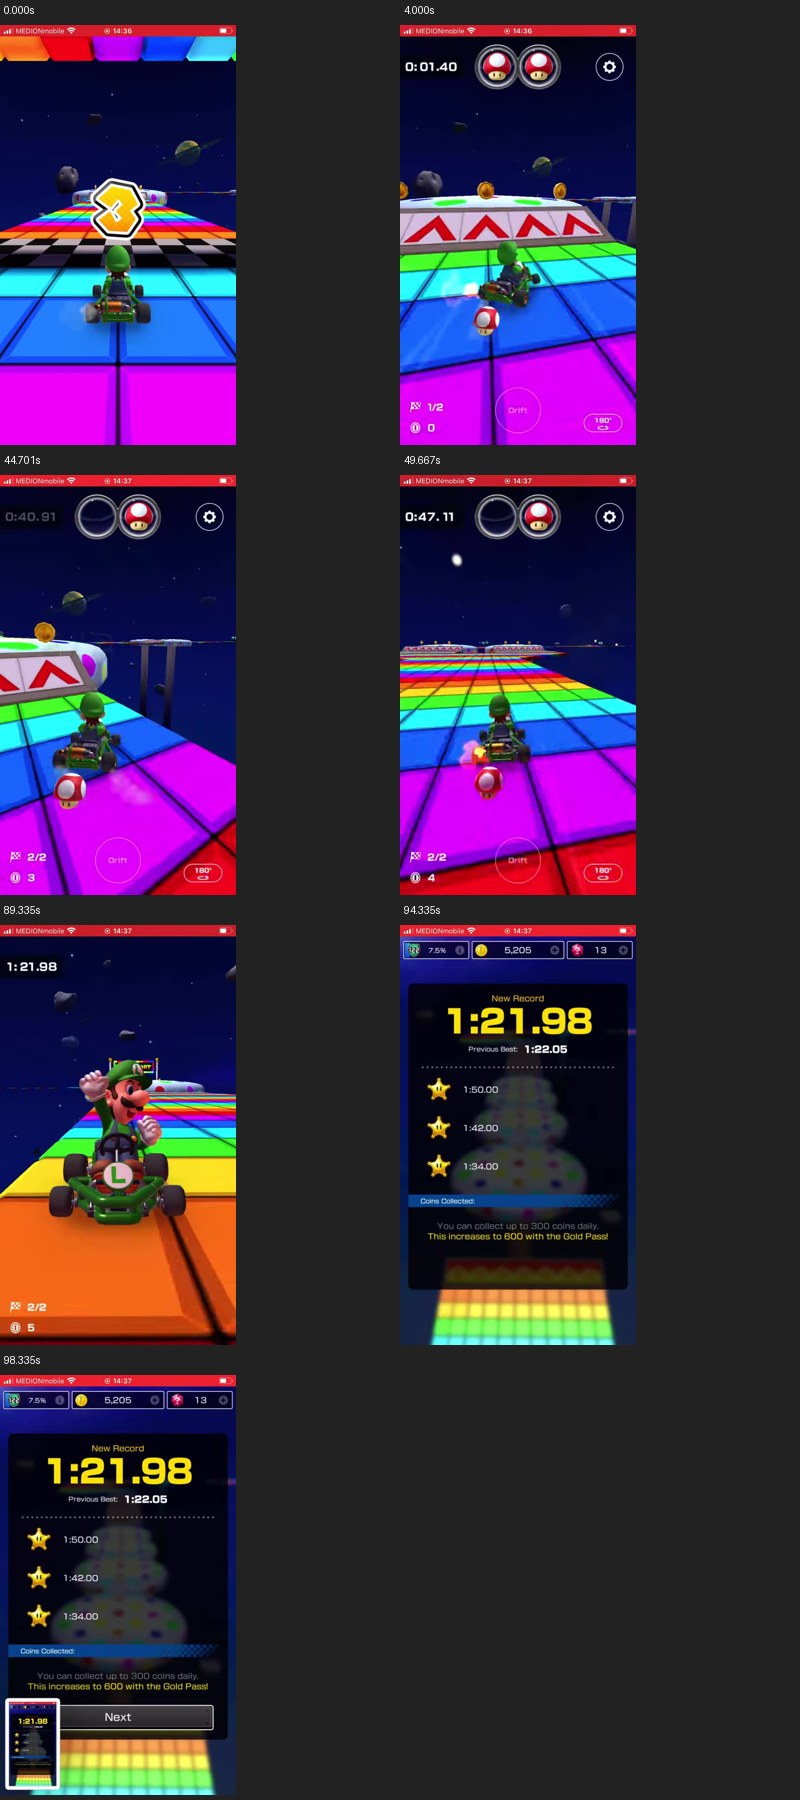 0.000s
MEDIONmobile 14:36
3
4.000s
MEDIONmobile 14:36
0:01.40
1/2
0
Drift
180°
44.701s
MEDIONmobile 14:37
0:40.91
2/2
3
Drift
180°
49.667s
MEDIONmobile 14:37
0:47.11
2/2
4
Drift
180°
89.335s
MEDIONmobile 14:37
1:21.98
L
2/2
5
94.335s
MEDIONmobile 14:37
7.5% 5,205 13
New Record
1:21.98
Previous Best: 1:22.05
1:50.00
1:42.00
1:34.00
Coins Collected:
You can collect up to 300 coins daily.
This increases to 600 with the Gold Pass!
98.335s
MEDIONmobile 14:37
7.5% 5,205 13
New Record
1:21.98
Previous Best: 1:22.05
1:50.00
1:42.00
1:34.00
Coins Collected:
You can collect up to 300 coins daily.
This increases to 600 with the Gold Pass!
Next
1:21.98